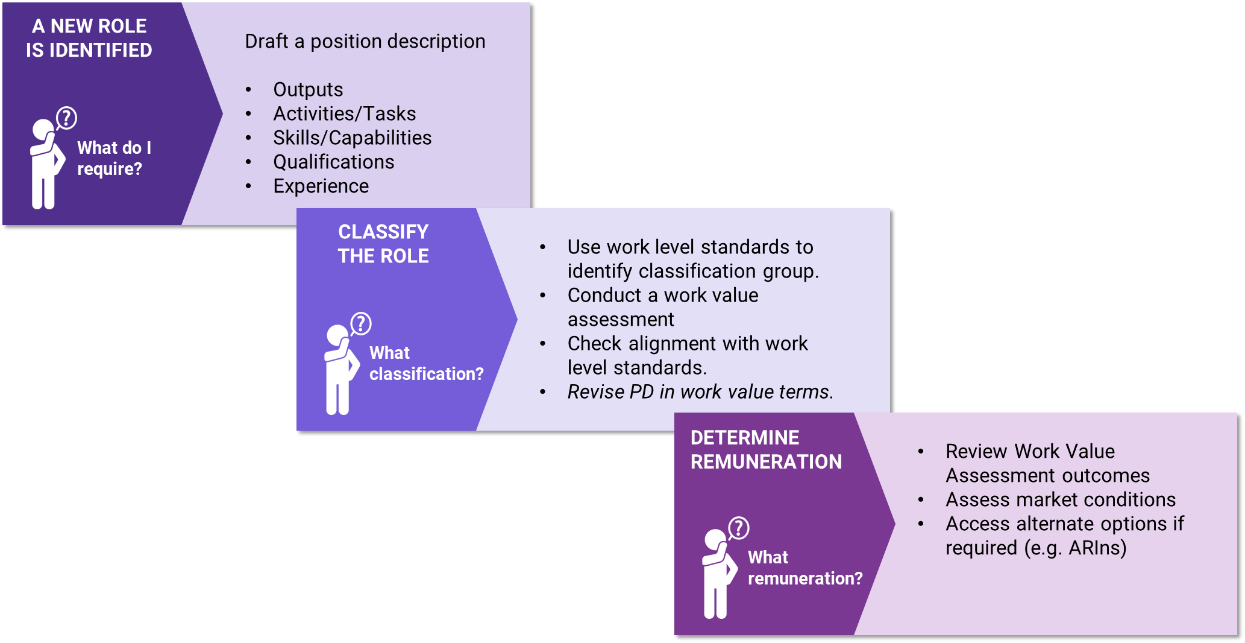 A NEW ROLE
IS IDENTIFIED
?
What do I
require?
Draft a position description
• Outputs
• Activities/Tasks
• Skills/Capabilities
• Qualifications
• Experience
CLASSIFY
THE ROLE
?
What
classification?
• Use work level standards to
identify classification group.
• Conduct a work value
assessment
• Check alignment with work
level standards.
• Revise PD in work value terms.
DETERMINE
REMUNERATION
?
What
remuneration?
• Review Work Value
Assessment outcomes
• Assess market conditions
• Access alternate options if
required (e.g. ARIns)